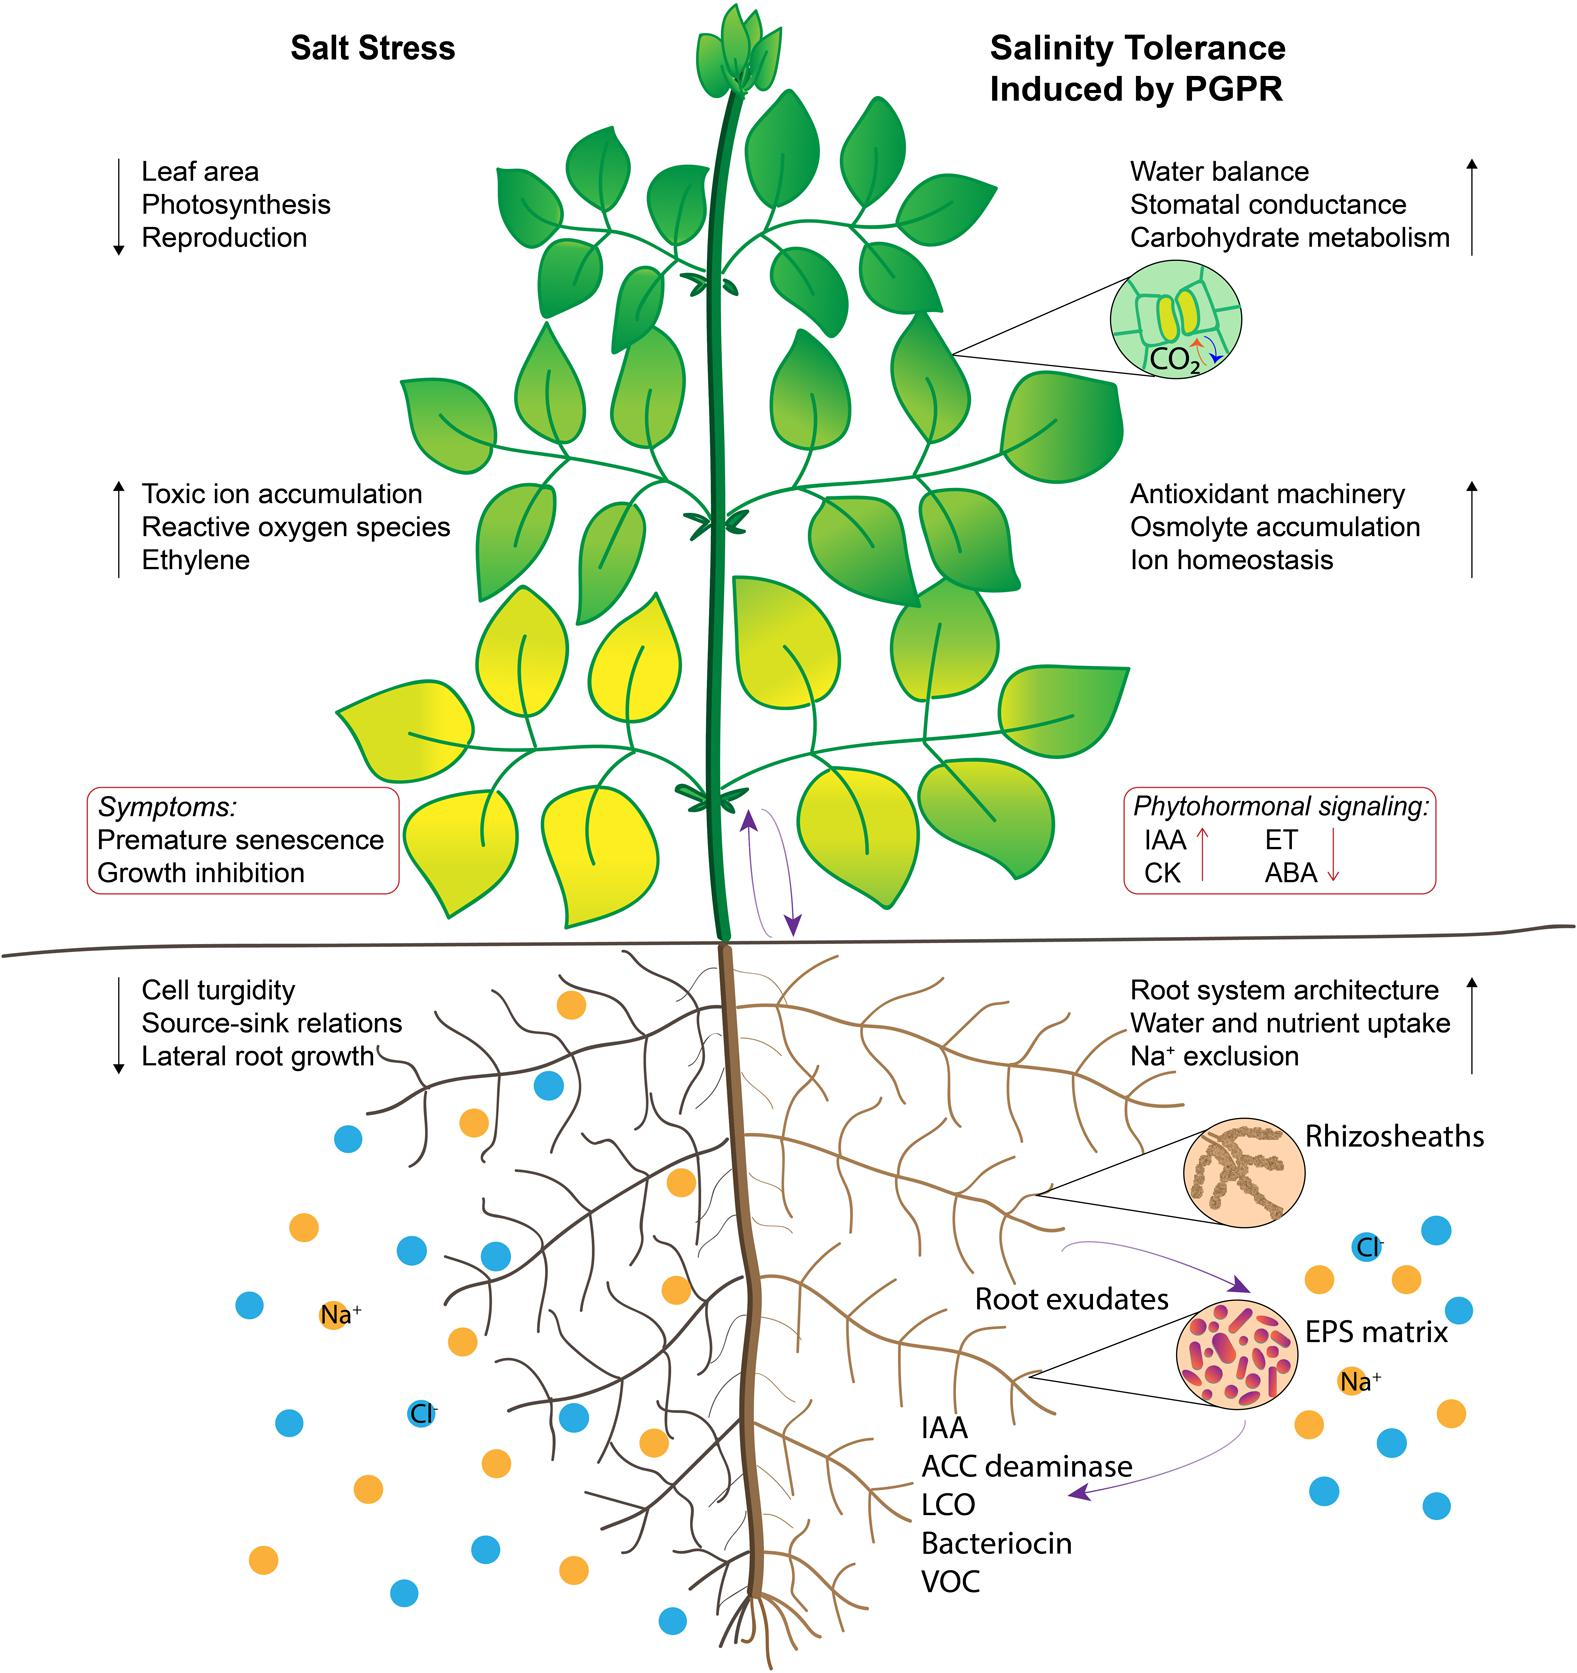 Salt Stress
Salinity Tolerance
Induced by PGPR
Leaf area
Photosynthesis
Reproduction
Water balance
Stomatal conductance
Carbohydrate metabolism
CO₂
Toxic ion accumulation
Reactive oxygen species
Ethylene
Antioxidant machinery
Osmolyte accumulation
Ion homeostasis
Symptoms:
Premature senescence
Growth inhibition
Phytohormonal signaling:
IAA ET
CK ABA
Cell turgidity
Source-sink relations
Lateral root growth
Root system architecture
Water and nutrient uptake
Na⁺ exclusion
Rhizosheaths
Cl⁻
Root exudates
Na⁺
EPS matrix
Na⁺
Cl⁻
IAA
ACC deaminase
LCO
Bacteriocin
VOC